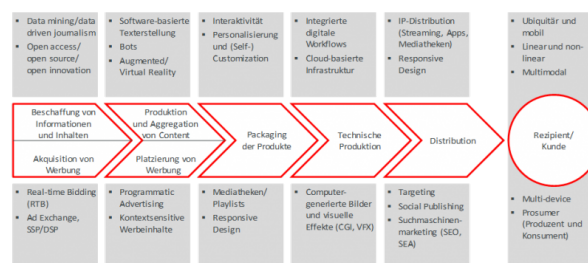 Data mining/data
driven journalism
Open access/
open source/
open innovation
Software-basierte
Texterstellung
Bots
Augmented/
Virtual Reality
Interaktivität
Personalisierung
und (Self-)
Customization
Integrierte
digitale
Workflows
Cloud-basierte
Infrastruktur
IP-Distribution
(Streaming, Apps,
Mediatheken)
Responsive
Design
Ubiquitär und
mobil
Linear und non-
linear
Multimodal
Beschaffung von
Informationen
und Inhalten
Akquisition von
Werbung
Produktion
und Aggregation
von Content
Platzierung von
Werbung
Packaging
der Produkte
Technische
Produktion
Distribution
Rezipient/
Kunde
Real-time Bidding
(RTB)
Ad Exchange,
SSP/DSP
Programmatic
Advertising
Kontextsensitive
Werbeinhalte
Mediatheken/
Playlists
Responsive
Design
Computer-
generierte Bilder
und visuelle
Effekte (CGI, VFX)
Targeting
Social Publishing
Suchmaschinen-
marketing (SEO,
SEA)
Multi-device
Prosumer
(Produzent und
Konsument)